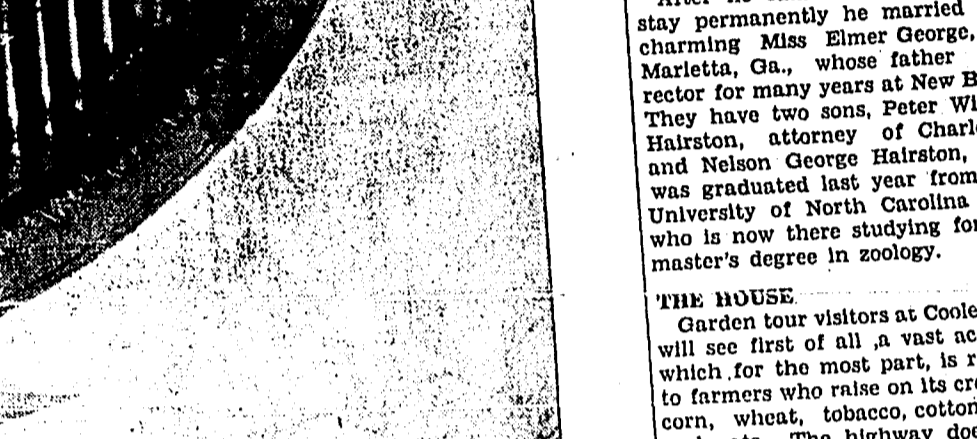 stay permanently he married
charming Miss Elmer George,
Marietta, Ga., whose father
rector for many years at New B
They have two sons, Peter Wi
Hairston, attorney of Charl
and Nelson George Hairston,
was graduated last year from
University of North Carolina
who is now there studying for
master's degree in zoology.
THE HOUSE
Garden tour visitors at Coole
will see first of all ,a vast ac
which ,for the most part, is r
to farmers who raise on its cr
corn, wheat, tobacco, cotton
The highway doe